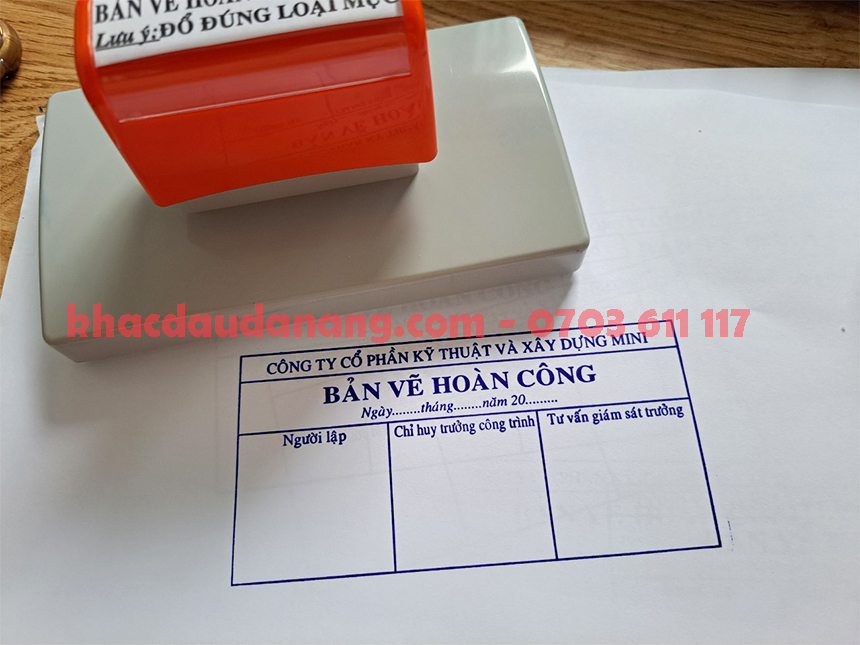 BẢN VẼ HOÀN
Lưu ý: ĐỔ ĐÚNG LOẠI MỰC
khacdaudanang.com - 0703 611 117
CÔNG TY CỔ PHẦN KỸ THUẬT VÀ XÂY DỰNG MINI
BẢN VẼ HOÀN CÔNG
Ngày........tháng........năm 20.........
Người lập
Chỉ huy trưởng công trình
Tư vấn giám sát trưởng